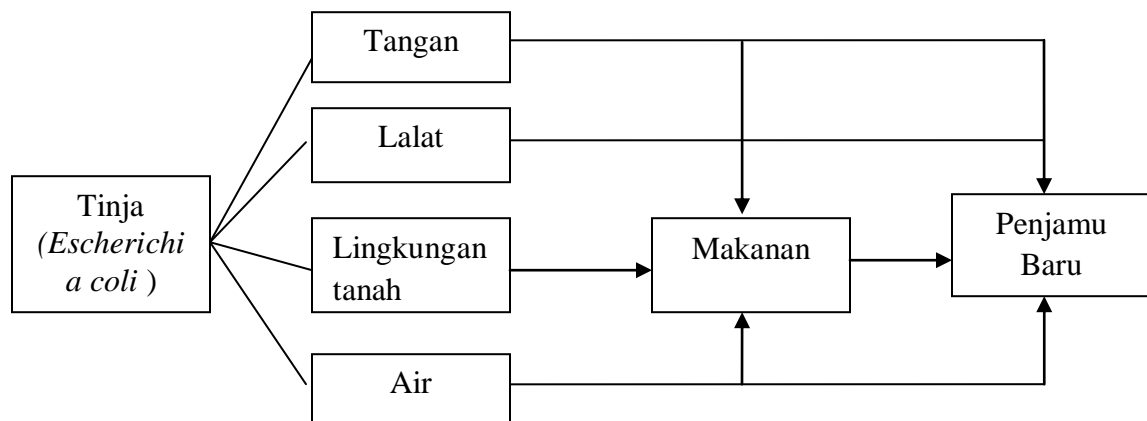 Tangan
Lalat
Tinja
(Escherichi
a coli )
Lingkungan
tanah
Makanan
Penjamu
Baru
Air